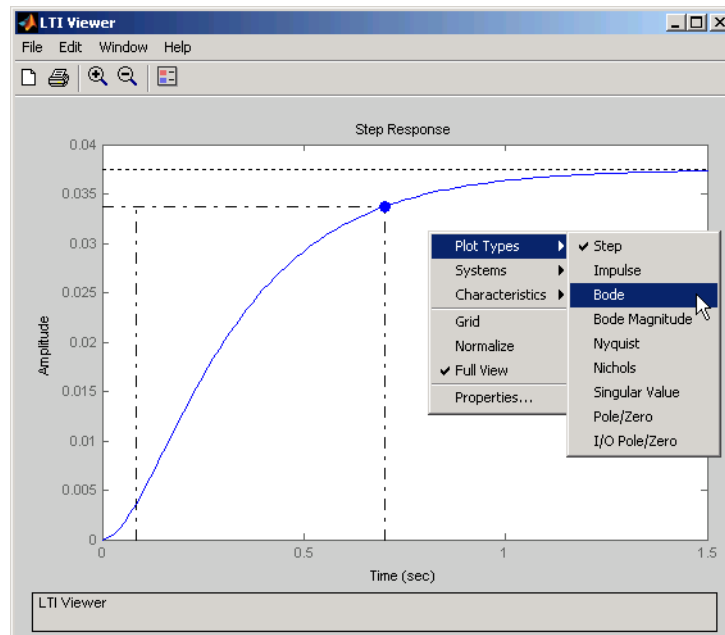 LTI Viewer
File Edit Window Help
Step Response
0.04
0.035
0.03
0.025
0.02
0.015
0.01
0.005
0
Amplitude
0 0.5 1 1.5
Time (sec)
Plot Types
Systems
Characteristics
Grid
Normalize
Full View
Properties...
Step
Impulse
Bode
Bode Magnitude
Nyquist
Nichols
Singular Value
Pole/Zero
I/O Pole/Zero
LTI Viewer